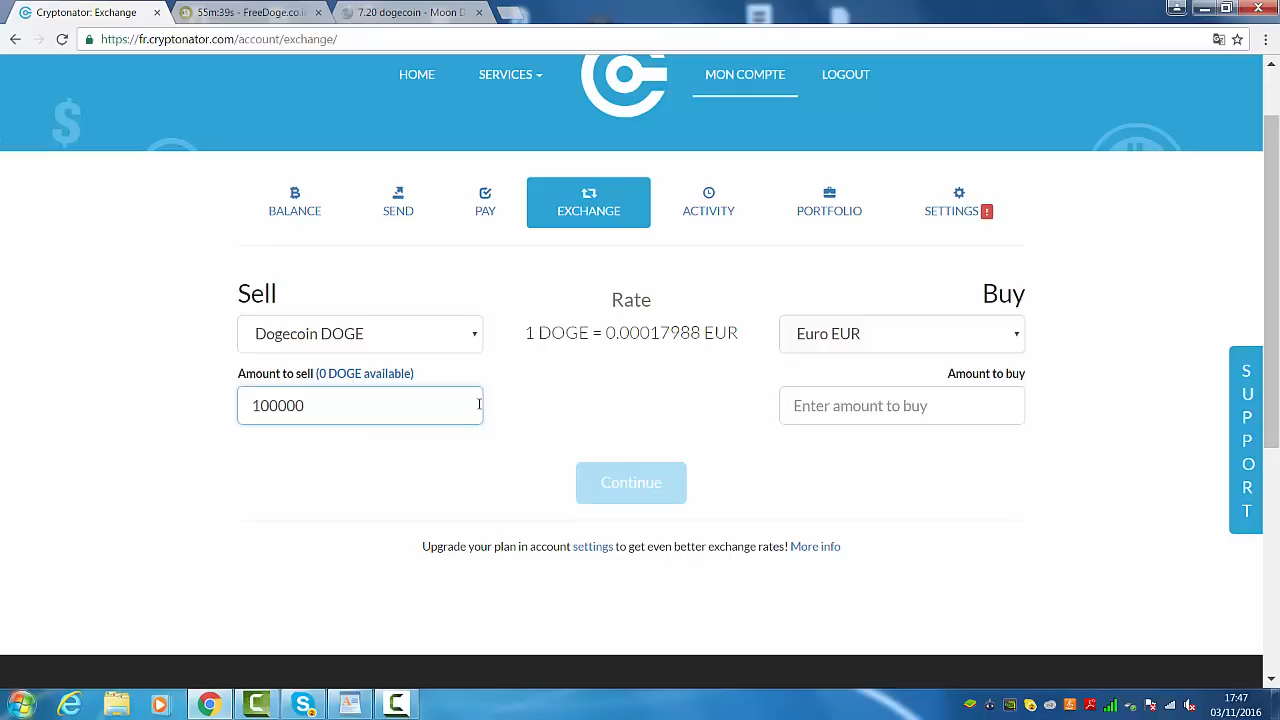 Cryptonator: Exchange
55m:39s - FreeDoge.co.in
7.20 dogecoin - Moon D
https://fr.cryptonator.com/account/exchange/
HOME
SERVICES
MON COMPTE
LOGOUT
BALANCE
SEND
PAY
EXCHANGE
ACTIVITY
PORTFOLIO
SETTINGS !
Sell
Rate
Buy
Dogecoin DOGE
1 DOGE = 0.00017988 EUR
Euro EUR
Amount to sell (0 DOGE available)
Amount to buy
100000
Enter amount to buy
Continue
Upgrade your plan in account settings to get even better exchange rates! More info
SUPPORT
17:47
03/11/2016